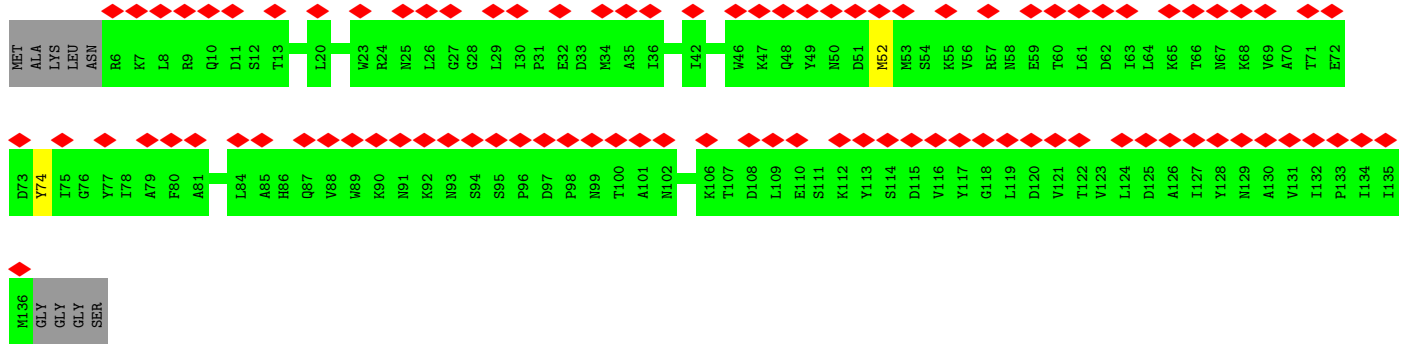 MET ALA LYS LEU ASN R6 K7 L8 R9 Q10 D11 S12 T13 L20 W23 R24 N25 L26 G27 G28 L29 I30 P31 E32 D33 M34 A35 I36 I42 W46 K47 Q48 Y49 N50 D51 M52 M53 S54 K55 V56 R57 N58 E59 T60 L61 D62 I63 L64 K65 T66 N67 K68 V69 A70 T71 E72
D73 Y74 I75 G76 Y77 I78 A79 F80 A81 L84 A85 H86 Q87 V88 W89 K90 N91 K92 N93 S94 S95 P96 D97 P98 N99 T100 A101 N102 K106 T107 D108 L109 E110 S111 K112 Y113 S114 D115 V116 Y117 G118 L119 D120 V121 T122 V123 L124 D125 A126 I127 Y128 N129 A130 V131 I132 P133 I134 I135
M136 GLY GLY GLY SER